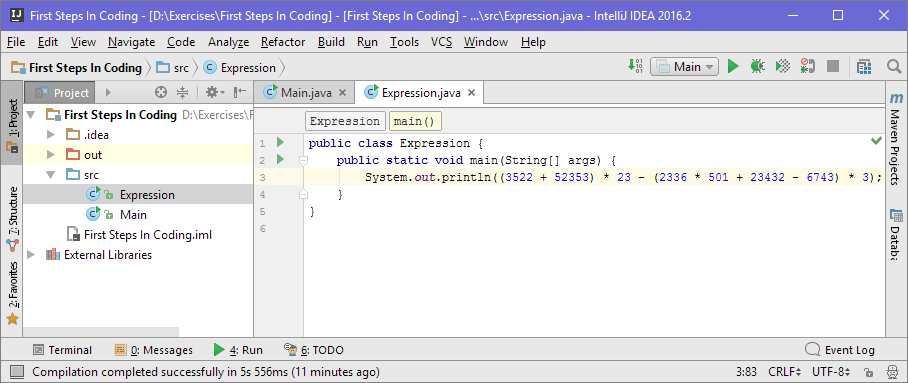 First Steps In Coding - [D:\Exercises\First Steps In Coding] - [First Steps In Coding] - ...\src\Expression.java - IntelliJ IDEA 2016.2
File Edit View Navigate Code Analyze Refactor Build Run Tools VCS Window Help
First Steps In Coding src Expression Main
Project Main.java Expression.java
1: Project
7: Structure
2: Favorites
First Steps In Coding D:\Exercises\F
.idea
out
src
Expression
Main
First Steps In Coding.iml
External Libraries
Expression main()
1 public class Expression {
2 public static void main(String[] args) {
3 System.out.println((3522 + 52353) * 23 - (2336 * 501 + 23432 - 6743) * 3);
4 }
5 }
6
Maven Projects
Databa
Terminal 0: Messages 4: Run 6: TODO Event Log
Compilation completed successfully in 5s 556ms (11 minutes ago) 3:83 CRLF UTF-8